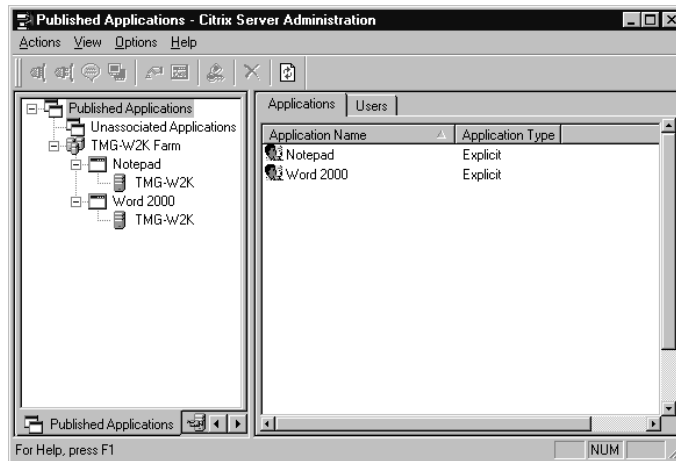 Published Applications - Citrix Server Administration
Actions View Options Help
Published Applications
Unassociated Applications
TMG-W2K Farm
Notepad
TMG-W2K
Word 2000
TMG-W2K
Published Applications
Applications Users
Application Name Application Type
Notepad Explicit
Word 2000 Explicit
For Help, press F1
NUM